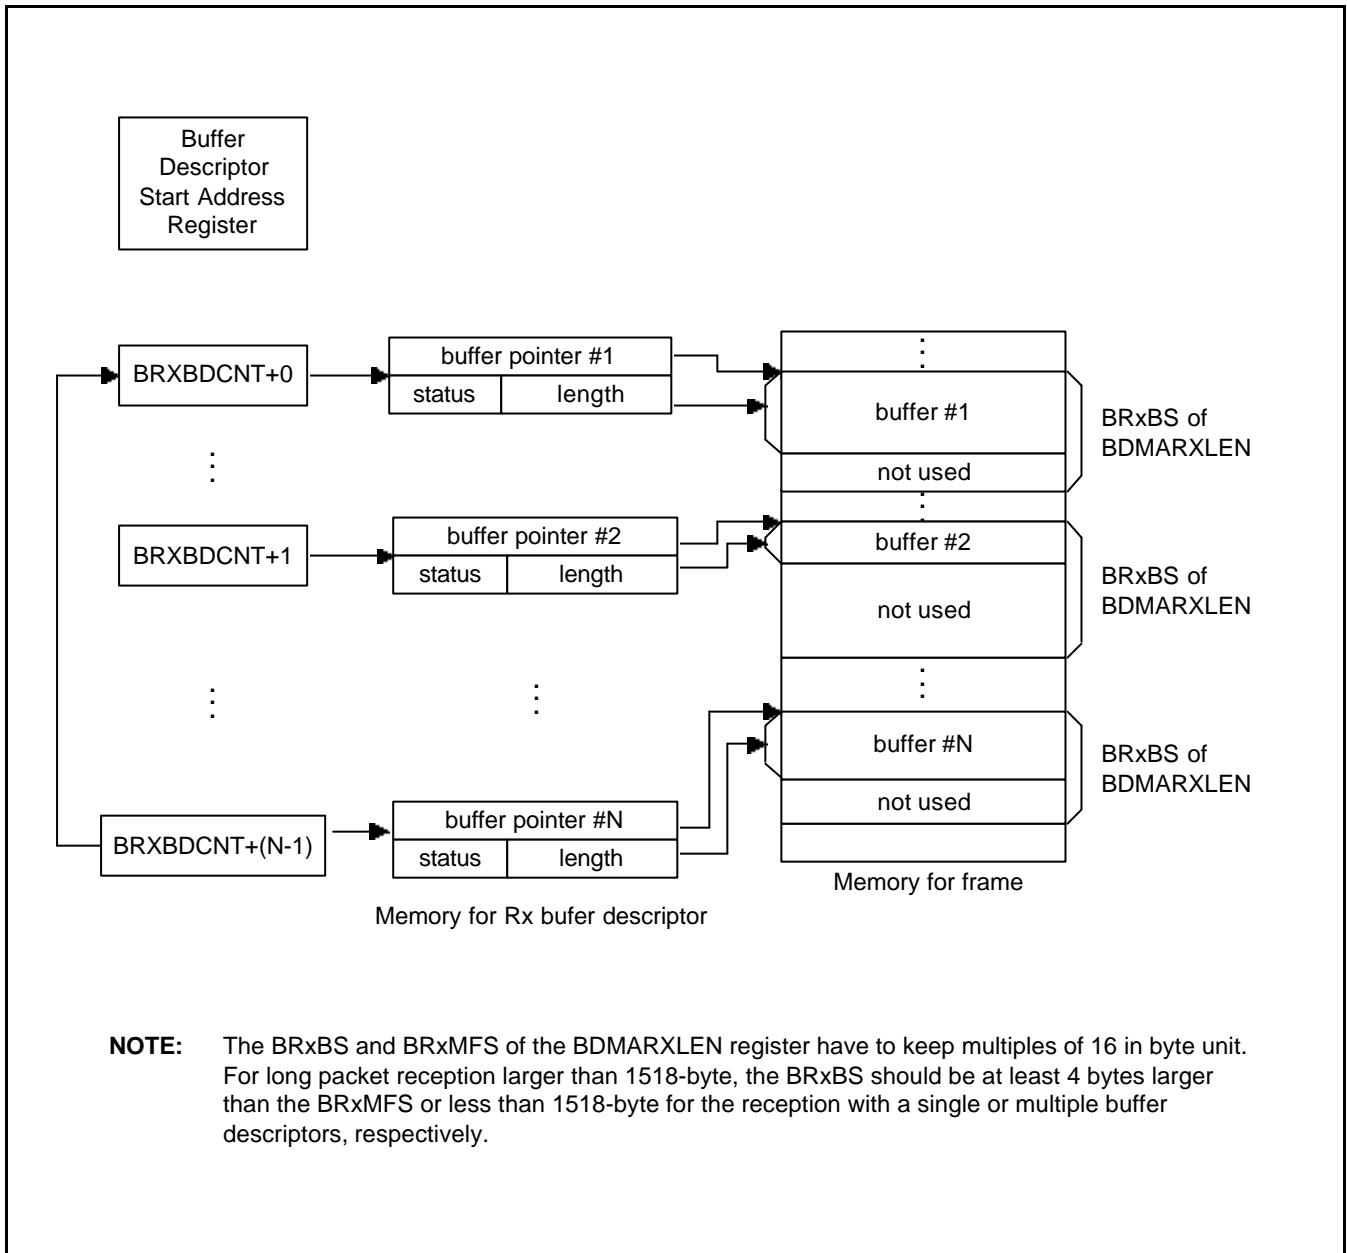 Buffer
Descriptor
Start Address
Register
BRXBDCNT+0
buffer pointer #1
status
length
buffer #1
not used
BRxBS of
BDMARXLEN
BRXBDCNT+1
buffer pointer #2
status
length
buffer #2
not used
BRxBS of
BDMARXLEN
BRXBDCNT+(N-1)
buffer pointer #N
status
length
buffer #N
not used
BRxBS of
BDMARXLEN
Memory for Rx bufer descriptor
Memory for frame
NOTE: The BRxBS and BRxMFS of the BDMARXLEN register have to keep multiples of 16 in byte unit.
For long packet reception larger than 1518-byte, the BRxBS should be at least 4 bytes larger
than the BRxMFS or less than 1518-byte for the reception with a single or multiple buffer
descriptors, respectively.